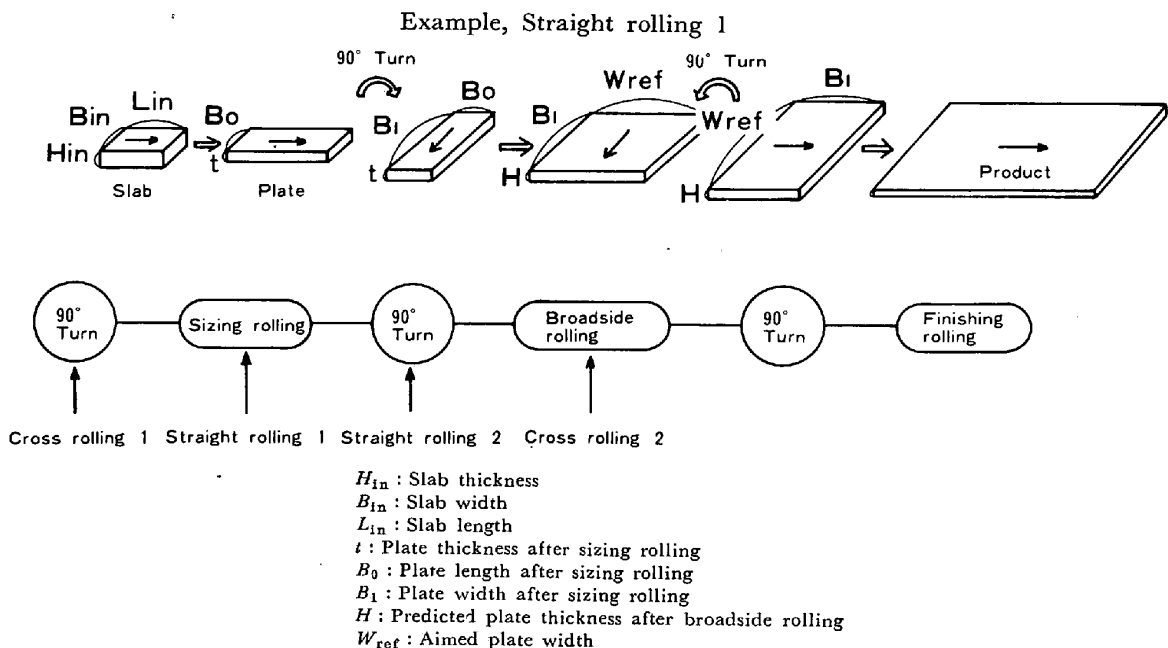 Example, Straight rolling 1
90° Turn
90° Turn
Lin
Bin
Hin
Slab
Bo
t
Plate
Bo
B1
t
Wref
B1
H
Wref
B1
H
Product
90° Turn
Sizing rolling
90° Turn
Broadside rolling
90° Turn
Finishing rolling
Cross rolling 1 Straight rolling 1 Straight rolling 2 Cross rolling 2
Hin : Slab thickness
Bin : Slab width
Lin : Slab length
t : Plate thickness after sizing rolling
B0 : Plate length after sizing rolling
B1 : Plate width after sizing rolling
H : Predicted plate thickness after broadside rolling
Wref : Aimed plate width